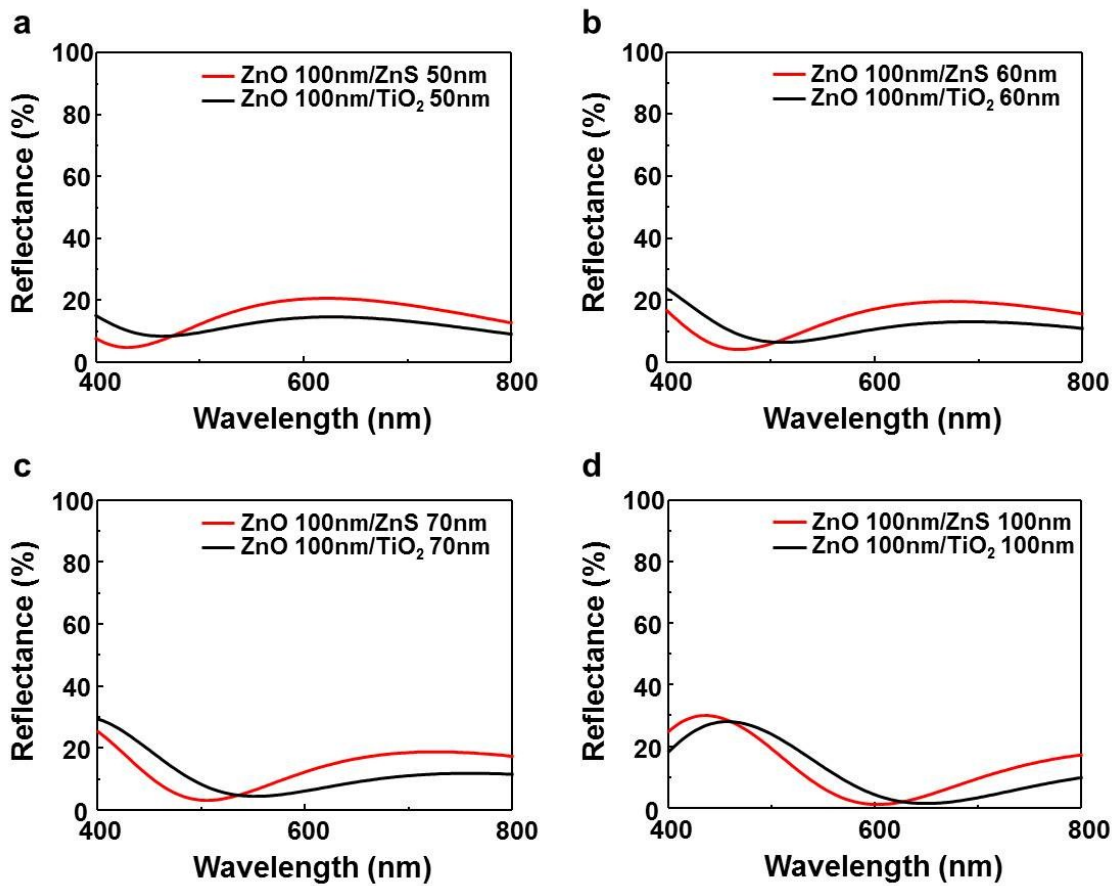 a
100
80
60
40
20
0
Reflectance (%)
ZnO 100nm/ZnS 50nm
ZnO 100nm/TiO₂ 50nm
400
600
800
Wavelength (nm)
b
100
80
60
40
20
0
Reflectance (%)
ZnO 100nm/ZnS 60nm
ZnO 100nm/TiO₂ 60nm
400
600
800
Wavelength (nm)
c
100
80
60
40
20
0
Reflectance (%)
ZnO 100nm/ZnS 70nm
ZnO 100nm/TiO₂ 70nm
400
600
800
Wavelength (nm)
d
100
80
60
40
20
0
Reflectance (%)
ZnO 100nm/ZnS 100nm
ZnO 100nm/TiO₂ 100nm
400
600
800
Wavelength (nm)